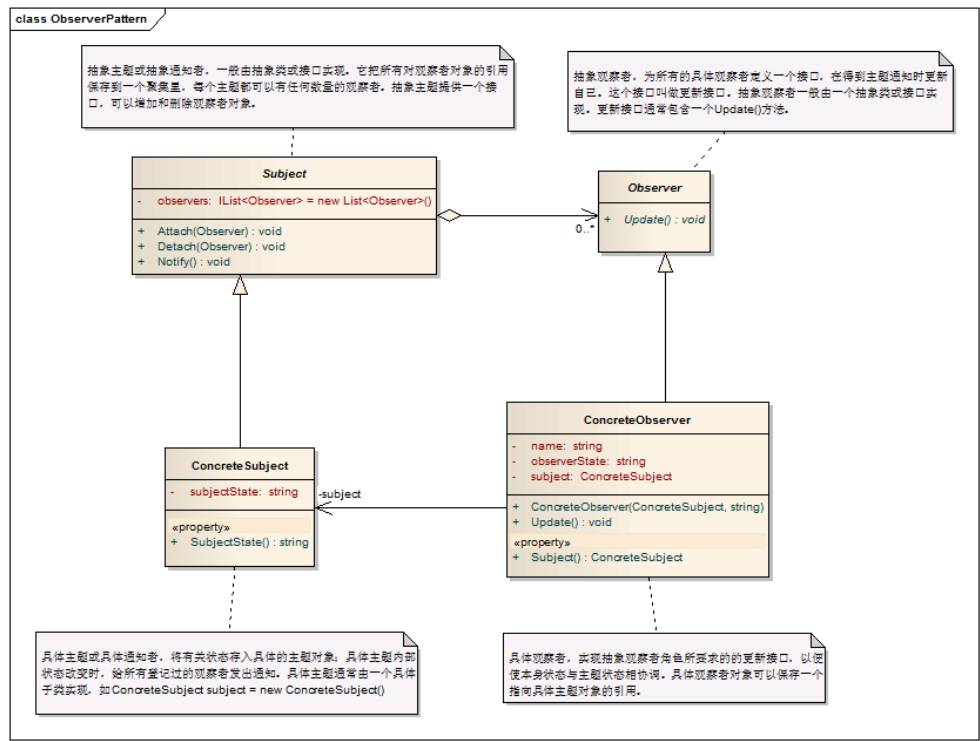 class ObserverPattern
抽象主题或抽象通知者，一般由抽象类或接口实现。它把所有对观察者对象的引用
保存到一个聚集里，每个主题都可以有任何数量的观察者。抽象主题提供一个接
口，可以增加和删除观察者对象。
抽象观察者，为所有的具体观察者定义一个接口，在得到主题通知时更新
自己。这个接口叫做更新接口。抽象观察者一般由一个抽象类或接口实
现。更新接口通常包含一个Update()方法。
Subject
- observers: IList<Observer> = new List<Observer>()
+ Attach(Observer) : void
+ Detach(Observer) : void
+ Notify() : void
Observer
+ Update() : void
0..*
ConcreteSubject
- subjectState: string
«property»
+ SubjectState() : string
-subject
ConcreteObserver
- name: string
- observerState: string
- subject: ConcreteSubject
+ ConcreteObserver(ConcreteSubject, string)
+ Update() : void
«property»
+ Subject() : ConcreteSubject
具体主题或具体通知者，将有关状态存入具体的主题对象；具体主题内部
状态改变时，给所有登记过的观察者发出通知。具体主题通常由一个具体
子类实现，如ConcreteSubject subject = new ConcreteSubject()
具体观察者，实现抽象观察者角色所要求的的更新接口，以便
使本身状态与主题状态相协调。具体观察者对象可以保存一个
指向具体主题对象的引用。